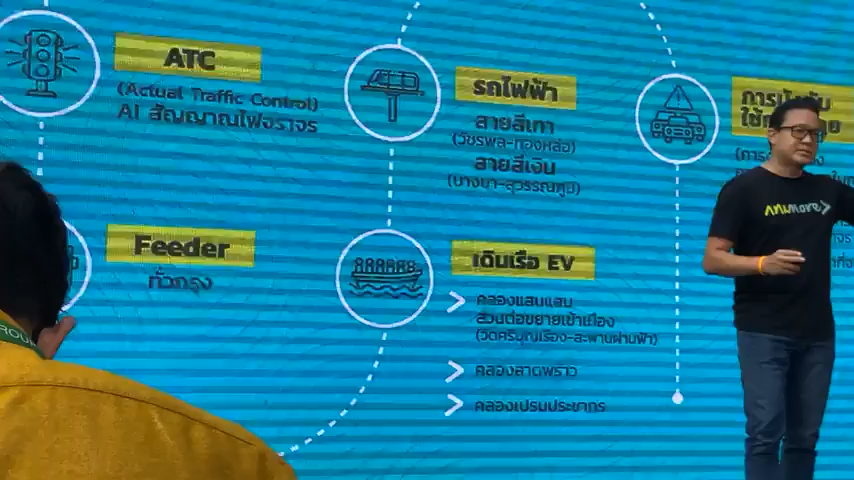 ATC
(Actual Traffic Control)
AI สัญญาณไฟจราจร
รถไฟฟ้า
สายสีเทา
(วัชรพล-ทองหล่อ)
สายสีเงิน
(บางนา-สุวรรณภูมิ)
Feeder
ทั่วกรุง
เดินเรือ EV
คลองแสนแสบ
ส่วนต่อขยายเข้าเมือง
(วัดศรีบุญเรือง-สะพานผ่านฟ้า)
คลองลาดพร้าว
คลองเปรมประชากร
move